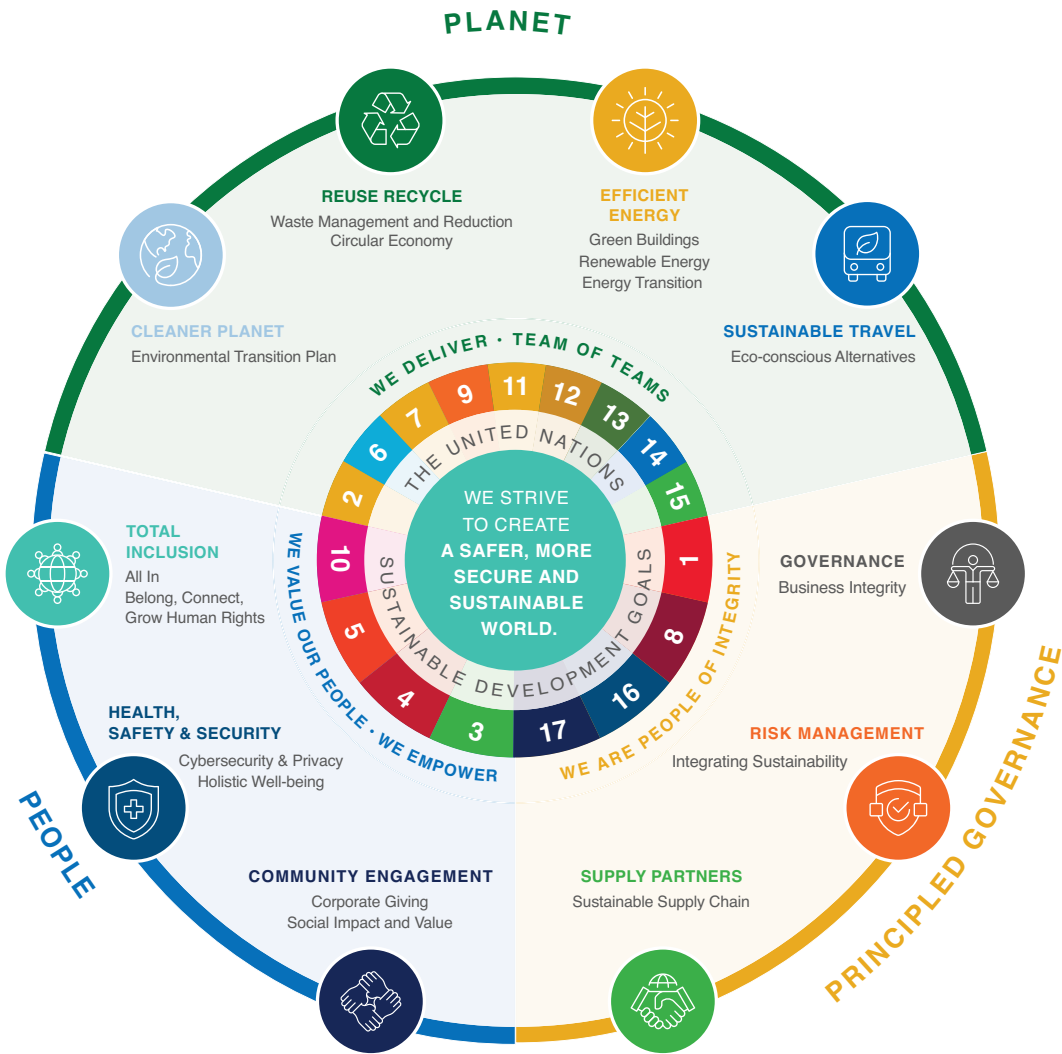 PLANET
REUSE RECYCLE
Waste Management and Reduction
Circular Economy
EFFICIENT
ENERGY
Green Buildings
Renewable Energy
Energy Transition
CLEANER PLANET
Environmental Transition Plan
SUSTAINABLE TRAVEL
Eco-conscious Alternatives
WE DELIVER • TEAM OF TEAMS
2
6
7
9
11
12
13
14
15
1
8
16
17
3
4
5
10
THE UNITED NATIONS
SUSTAINABLE DEVELOPMENT GOALS
WE STRIVE
TO CREATE
A SAFER, MORE
SECURE AND
SUSTAINABLE
WORLD.
WE VALUE OUR PEOPLE • WE EMPOWER
WE ARE PEOPLE OF INTEGRITY
TOTAL
INCLUSION
All In
Belong, Connect,
Grow Human Rights
GOVERNANCE
Business Integrity
HEALTH,
SAFETY & SECURITY
Cybersecurity & Privacy
Holistic Well-being
RISK MANAGEMENT
Integrating Sustainability
PEOPLE
PRINCIPLED GOVERNANCE
COMMUNITY ENGAGEMENT
Corporate Giving
Social Impact and Value
SUPPLY PARTNERS
Sustainable Supply Chain